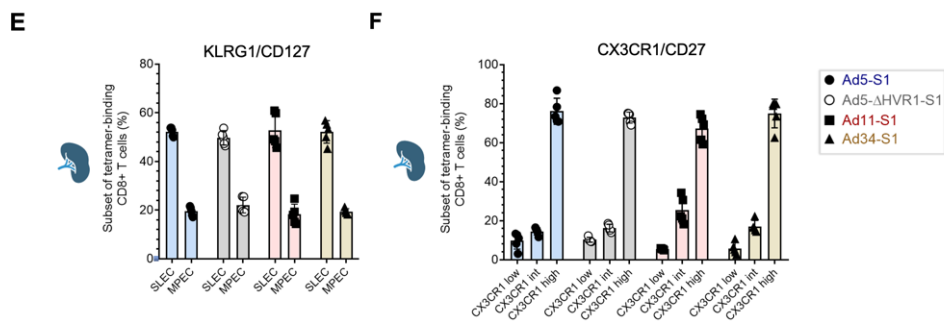 E
KLRG1/CD127
Subset of tetramer-binding
CD8+ T cells (%)
80
60
40
20
0
SLEC
MPEC
SLEC
MPEC
SLEC
MPEC
SLEC
MPEC
F
CX3CR1/CD27
Subset of tetramer-binding
CD8+ T cells (%)
100
80
60
40
20
0
CX3CR1 low
CX3CR1 int
CX3CR1 high
CX3CR1 low
CX3CR1 int
CX3CR1 high
CX3CR1 low
CX3CR1 int
CX3CR1 high
CX3CR1 low
CX3CR1 int
CX3CR1 high
Ad5-S1
Ad5-ΔHVR1-S1
Ad11-S1
Ad34-S1